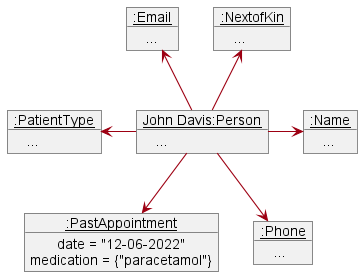 :Email
...
:NextofKin
...
:PatientType
...
John Davis:Person
...
:Name
...
:PastAppointment
date = "12-06-2022"
medication = {"paracetamol"}
:Phone
...